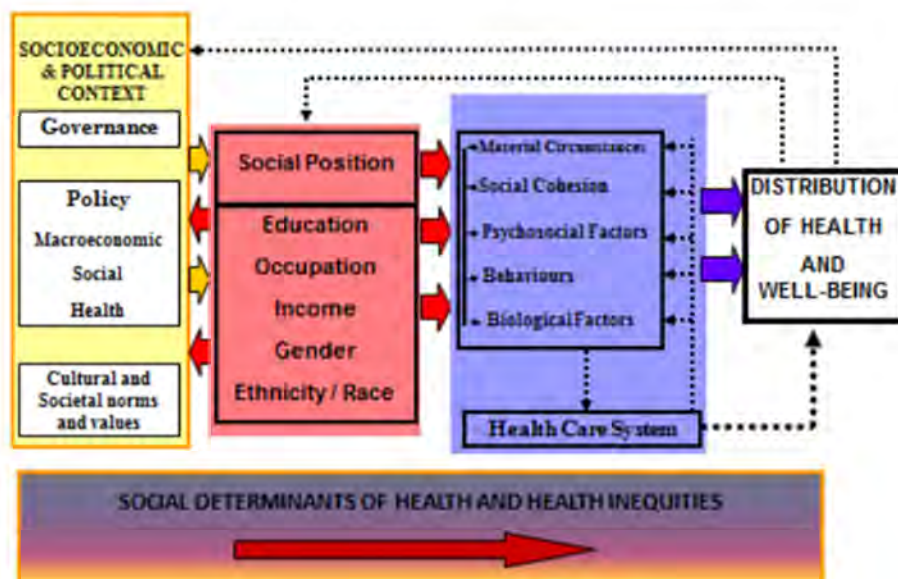 SOCIOECONOMIC
& POLITICAL
CONTEXT
Governance
Policy
Macroeconomic
Social
Health
Cultural and
Societal norms
and values
Social Position
Education
Occupation
Income
Gender
Ethnicity / Race
Material Circumstances
Social Cohesion
Psychosocial Factors
Behaviours
Biological Factors
Health Care System
DISTRIBUTION
OF HEALTH
AND
WELL-BEING
SOCIAL DETERMINANTS OF HEALTH AND HEALTH INEQUITIES